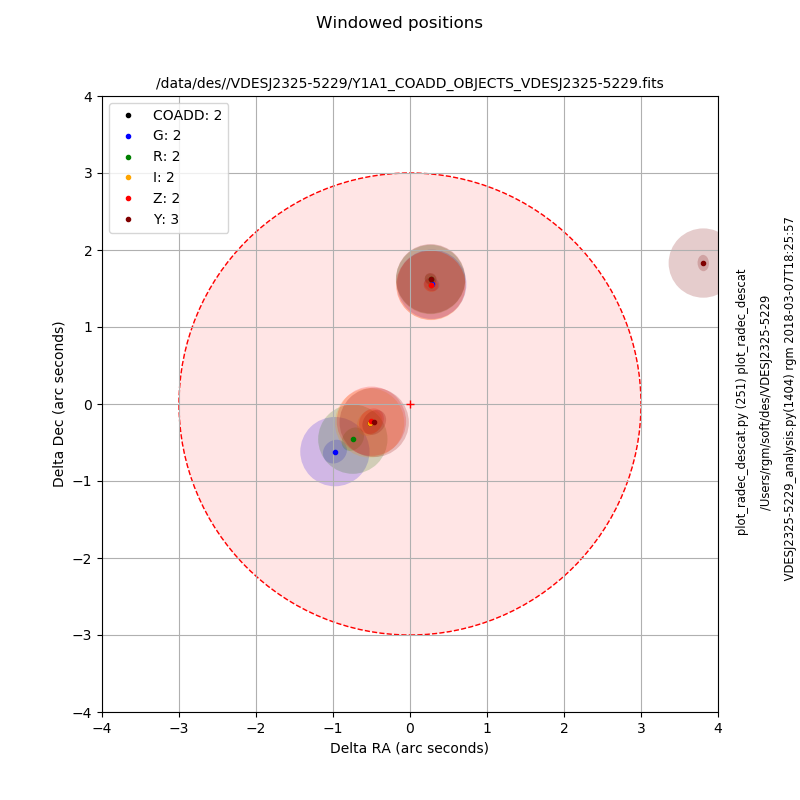 Windowed positions
/data/des//VDESJ2325-5229/Y1A1_COADD_OBJECTS_VDESJ2325-5229.fits
COADD: 2
G: 2
R: 2
I: 2
Z: 2
Y: 3
4
3
2
1
0
−1
−2
−3
−4
Delta Dec (arc seconds)
−4 −3 −2 −1 0 1 2 3 4
Delta RA (arc seconds)
plot_radec_descat.py (251) plot_radec_descat
/Users/rgm/soft/des/VDESJ2325-5229
VDESJ2325-5229_analysis.py(1404) rgm 2018-03-07T18:25:57